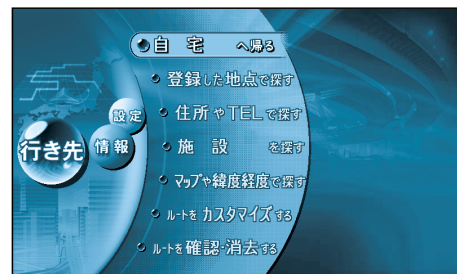 自宅へ帰る
登録した地点で探す
設定
住所やTELで探す
行き先
情報
施設を探す
マップや緯度経度で探す
ルートをカスタマイズする
ルートを確認・消去する